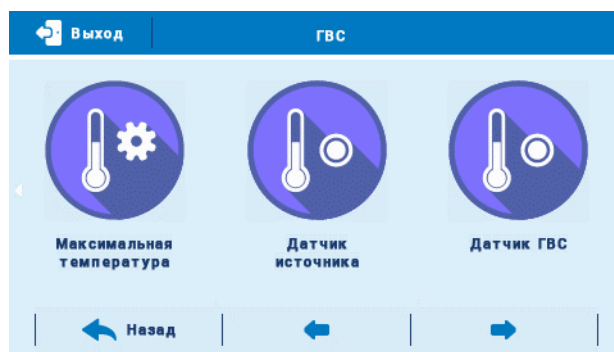 Выход
ГВС
Максимальная
температура
Датчик
источника
Датчик ГВС
Назад